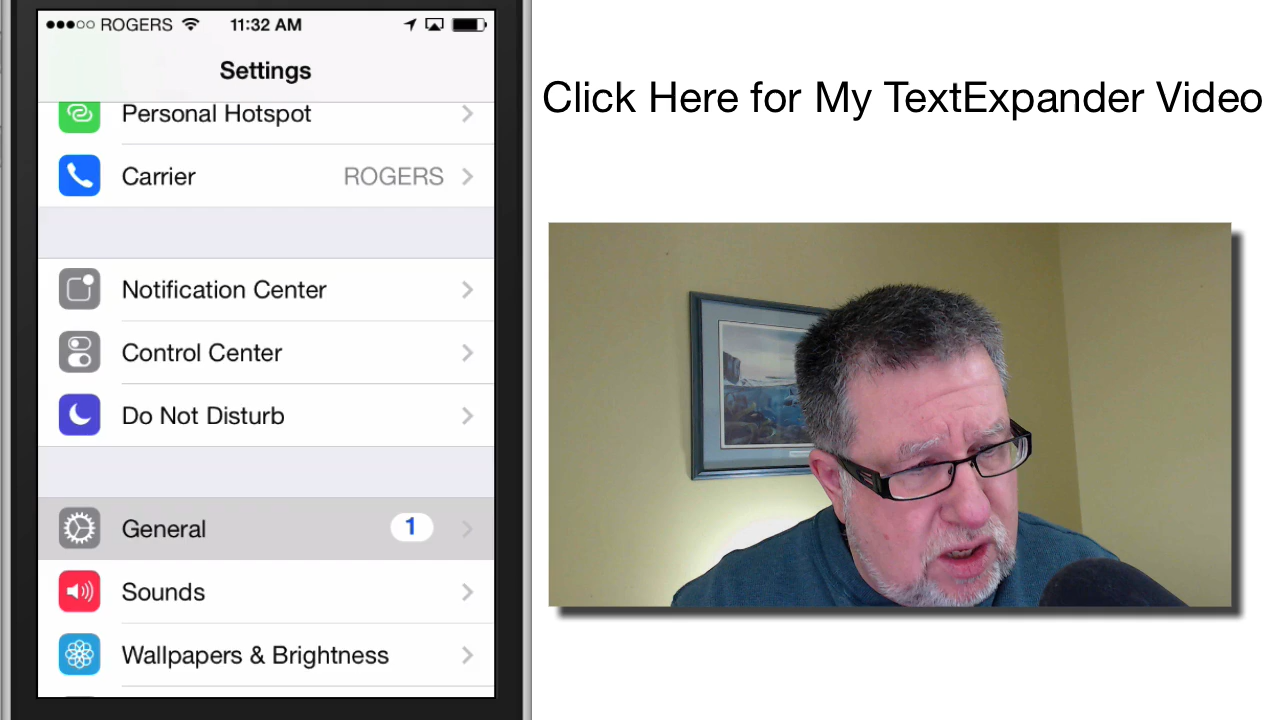 ROGERS 11:32 AM
Settings
Personal Hotspot
Carrier ROGERS
Notification Center
Control Center
Do Not Disturb
General 1
Sounds
Wallpapers & Brightness
Click Here for My TextExpander Video